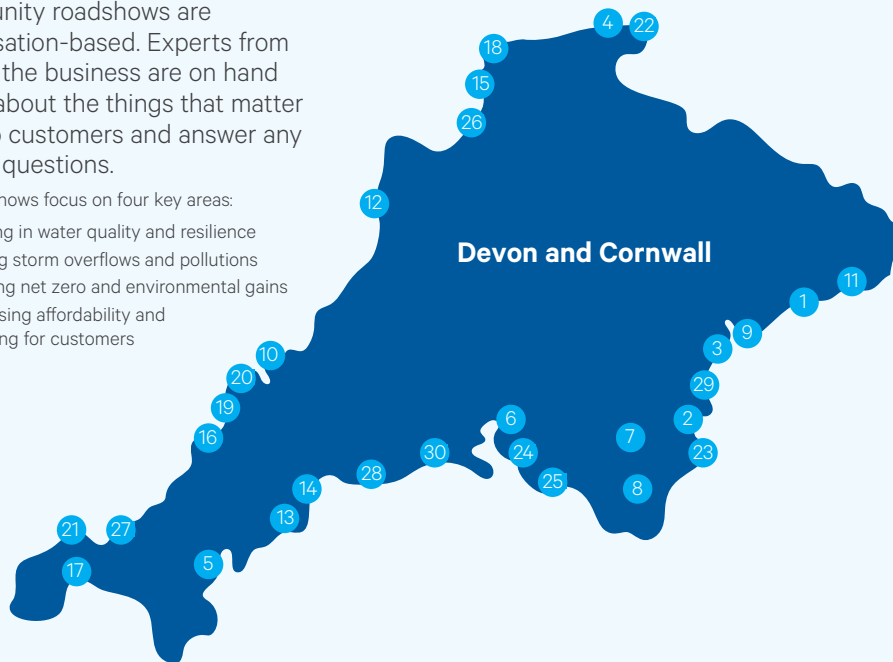 unity roadshows are
sation-based. Experts from
the business are on hand
about the things that matter
customers and answer any
questions.
hows focus on four key areas:
ng in water quality and resilience
g storm overflows and pollutions
ng net zero and environmental gains
sing affordability and
ng for customers
Devon and Cornwall
4
22
18
15
26
12
11
1
9
3
10
20
29
19
2
6
16
7
23
24
30
28
25
8
14
13
21
27
5
17